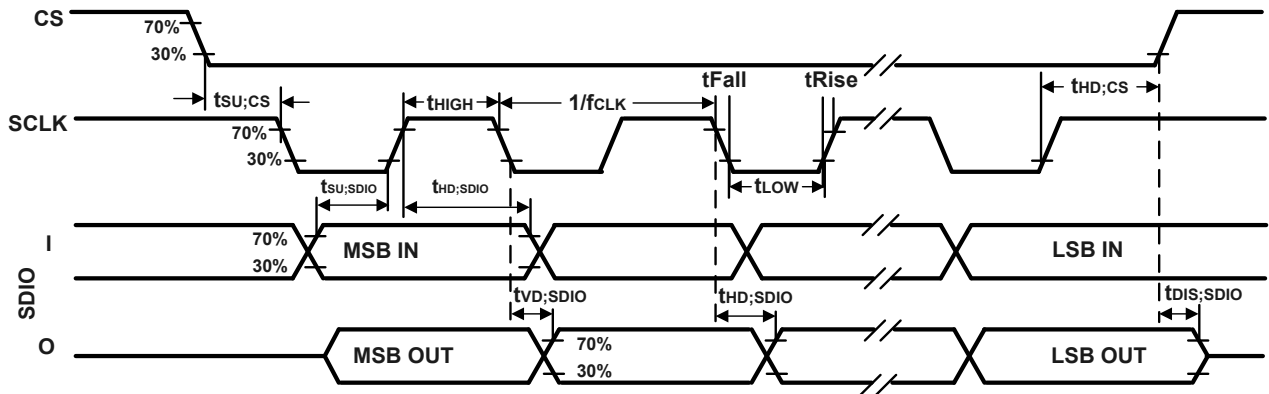 CS
70%
30%
tFall
tRise
tSU;CS
tHIGH
1/fCLK
tHD;CS
SCLK
70%
30%
tSU;SDIO
tHD;SDIO
tLOW
SDIO
I
70%
30%
MSB IN
LSB IN
tVD;SDIO
tHD;SDIO
tDIS;SDIO
O
MSB OUT
70%
30%
LSB OUT